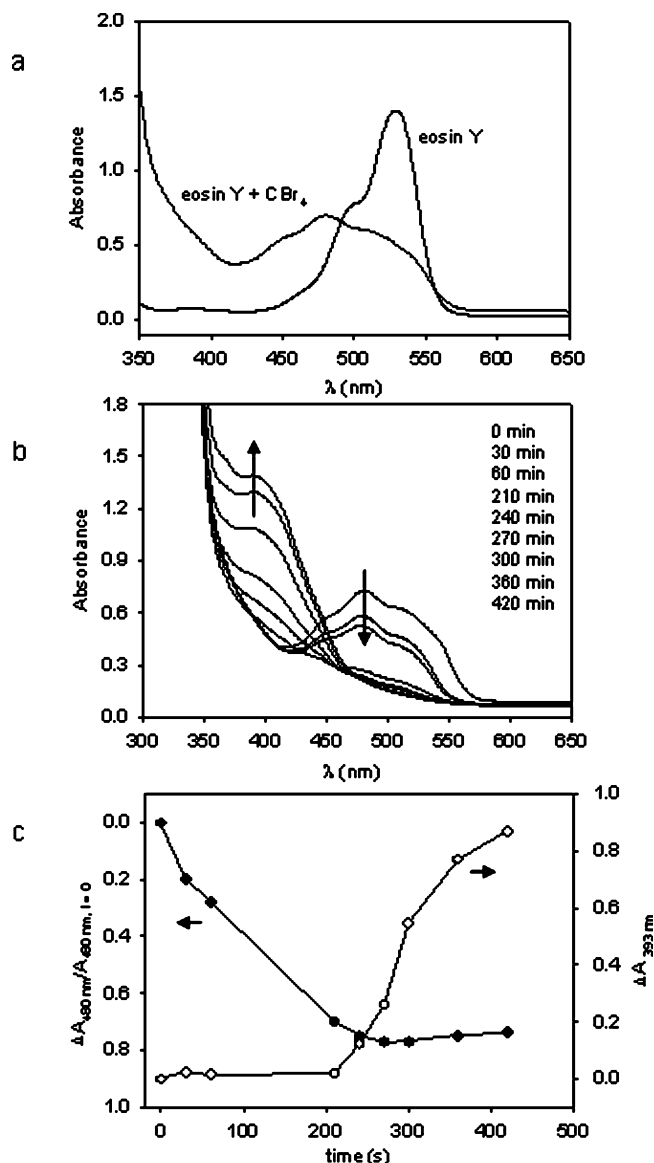 a
2.0
1.5
1.0
0.5
0.0
Absorbance
eosin Y
eosin Y + CBr4
350 400 450 500 550 600 650
λ (nm)
b
1.8
1.5
1.2
0.9
0.6
0.3
0.0
Absorbance
0 min
30 min
60 min
210 min
240 min
270 min
300 min
360 min
420 min
300 350 400 450 500 550 600 650
λ (nm)
c
0.0
0.2
0.4
0.6
0.8
1.0
ΔA480 nm/A480 nm, t = 0
1.0
0.8
0.6
0.4
0.2
0.0
ΔA393 nm
0 100 200 300 400 500
time (s)